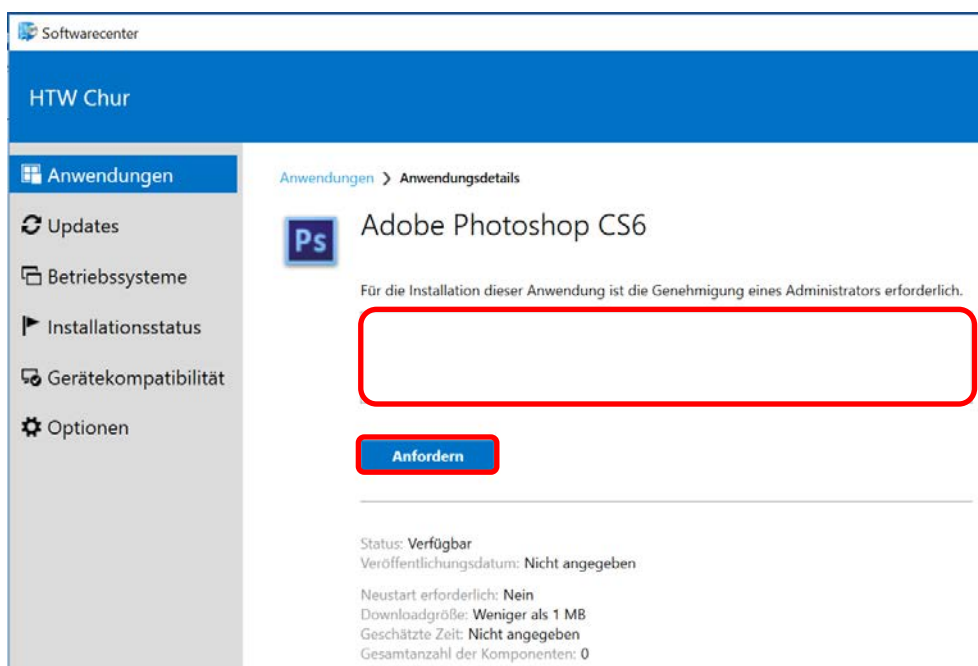 Softwarecenter
HTW Chur
Anwendungen
Updates
Betriebssysteme
Installationsstatus
Gerätekompatibilität
Optionen
Anwendungen ❯ Anwendungsdetails
Ps
Adobe Photoshop CS6
Für die Installation dieser Anwendung ist die Genehmigung eines Administrators erforderlich.
Anfordern
Status: Verfügbar
Veröffentlichungsdatum: Nicht angegeben
Neustart erforderlich: Nein
Downloadgröße: Weniger als 1 MB
Geschätzte Zeit: Nicht angegeben
Gesamtanzahl der Komponenten: 0